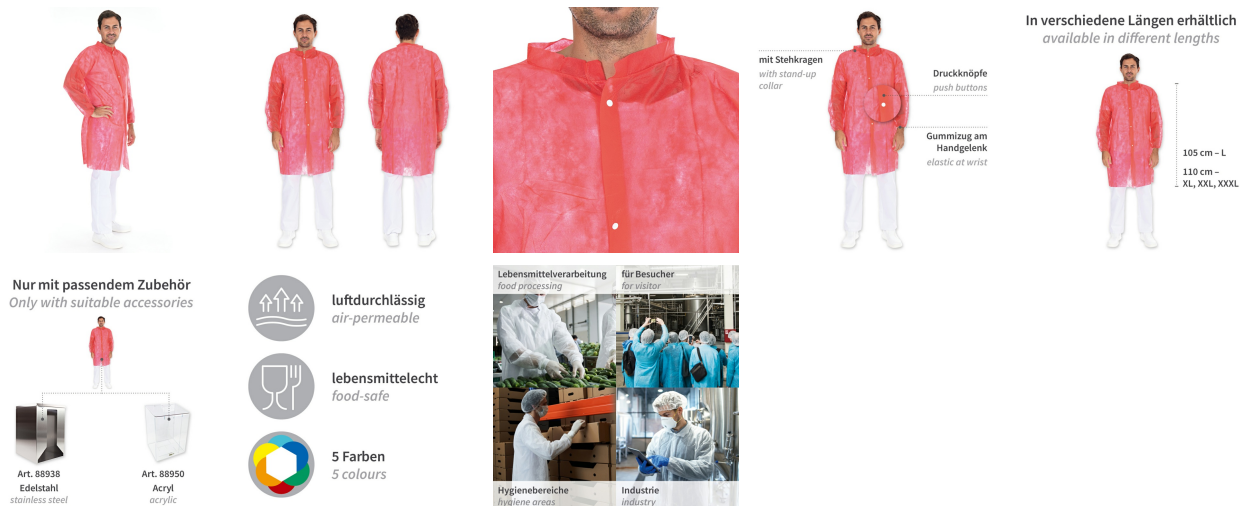 mit Stehkragen
with stand-up
collar
Druckknöpfe
push buttons
Gummizug am
Handgelenk
elastic at wrist
In verschiedene Längen erhältlich
available in different lengths
105 cm – L
110 cm –
XL, XXL, XXXL
Nur mit passendem Zubehör
Only with suitable accessories
Art. 88938
Edelstahl
stainless steel
Art. 88950
Acryl
acrylic
luftdurchlässig
air-permeable
lebensmittelecht
food-safe
5 Farben
5 colours
Lebensmittelverarbeitung
food processing
für Besucher
for visitor
Hygienebereiche
hygiene areas
Industrie
industry